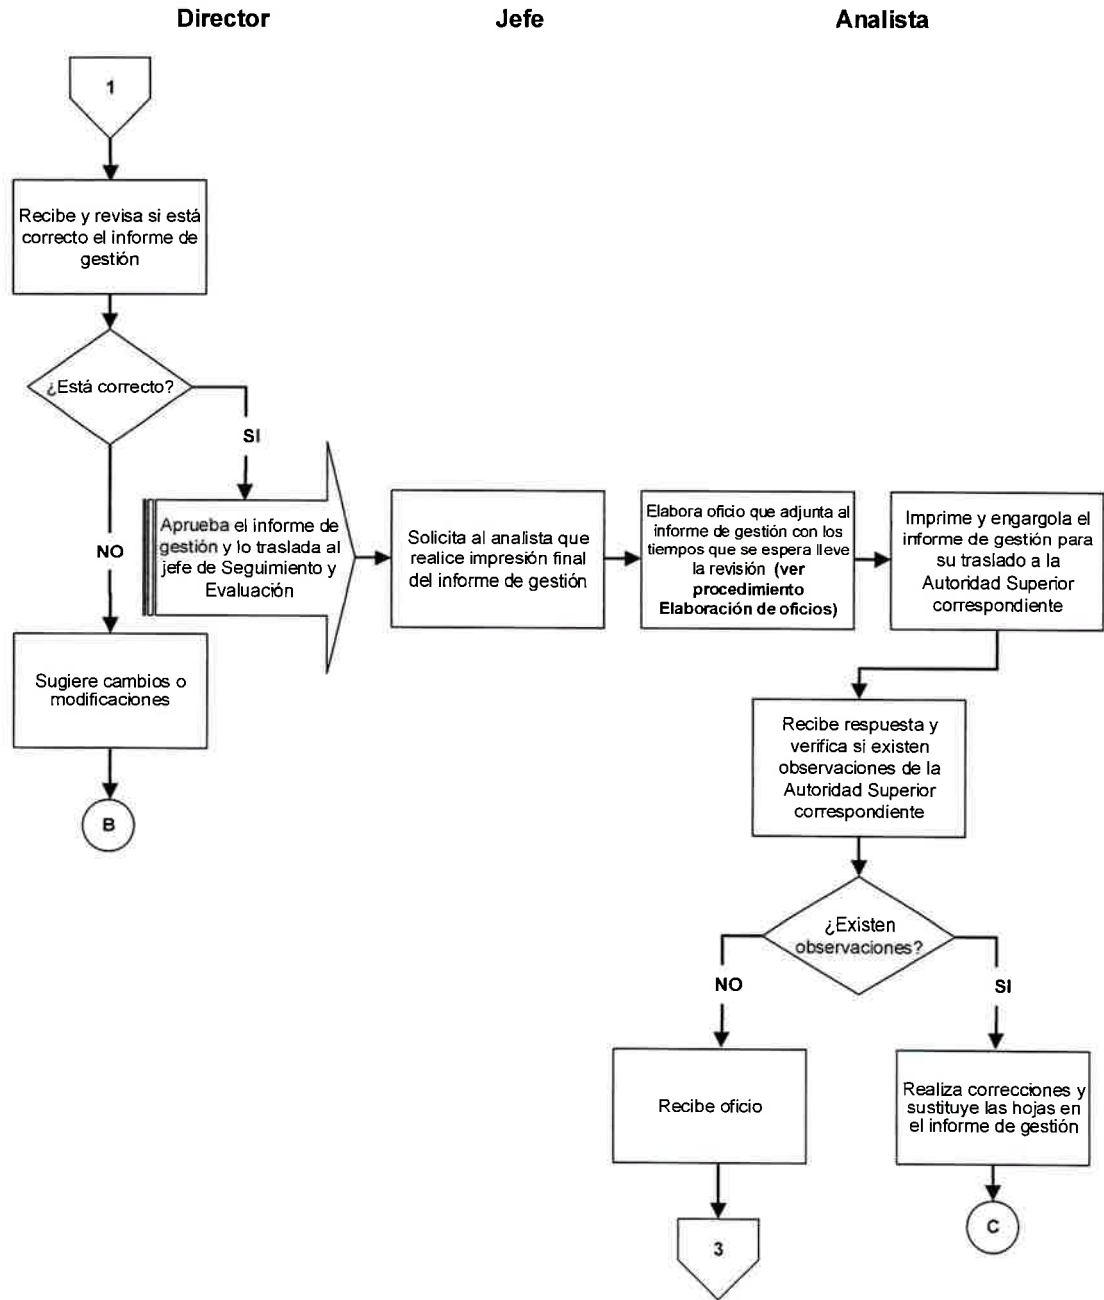 Director
Jefe
Analista
1
Recibe y revisa si está
correcto el informe de
gestión
¿Está correcto?
SI
NO
Aprueba el informe de
gestión y lo traslada al
jefe de Seguimiento y
Evaluación
Solicita al analista que
realice impresión final
del informe de gestión
Elabora oficio que adjunta al
informe de gestión con los
tiempos que se espera lleve
la revisión (ver
procedimiento
Elaboración de oficios)
Imprime y engargola el
informe de gestión para
su traslado a la
Autoridad Superior
correspondiente
Sugiere cambios o
modificaciones
B
Recibe respuesta y
verifica si existen
observaciones de la
Autoridad Superior
correspondiente
¿Existen
observaciones?
NO
SI
Recibe oficio
Realiza correcciones y
sustituye las hojas en
el informe de gestión
3
C